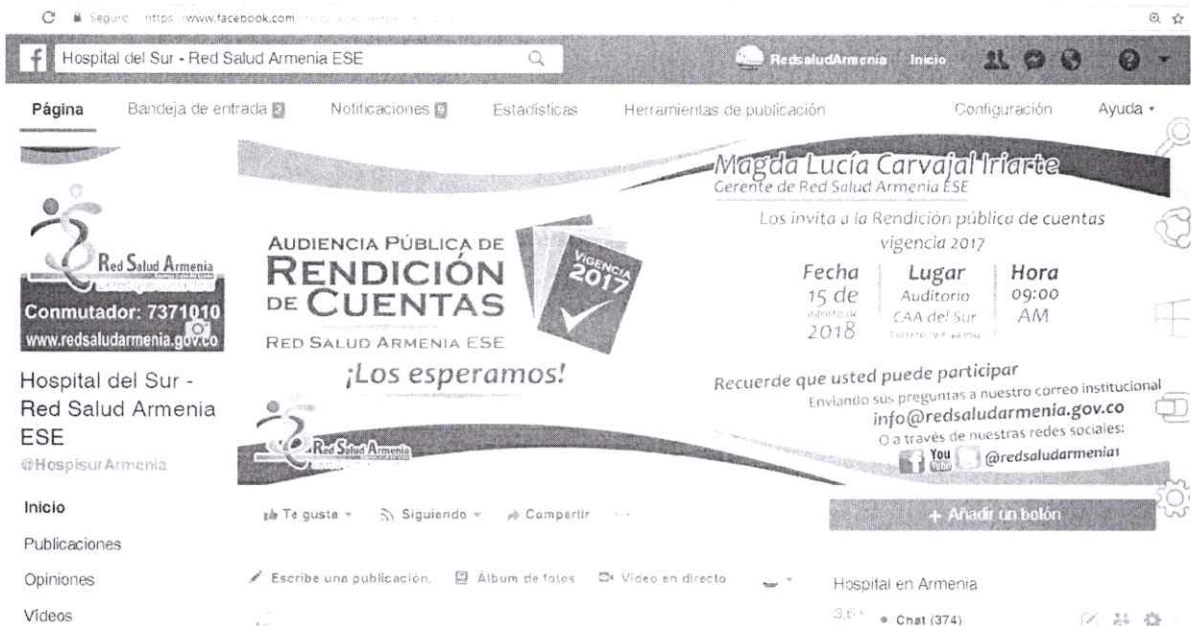 www.facebook.com
Hospital del Sur - Red Salud Armenia ESE
RedsaludArmenia Inicio
Página Bandeja de entrada 2 Notificaciones 9 Estadísticas Herramientas de publicación Configuración Ayuda
Red Salud Armenia
Conmutador: 7371010
www.redsaludarmenia.gov.co
Hospital del Sur -
Red Salud Armenia
ESE
@HospisurArmenia
Inicio
Publicaciones
Opiniones
Vídeos
AUDIENCIA PÚBLICA DE
RENDICIÓN
DE CUENTAS
RED SALUD ARMENIA ESE
¡Los esperamos!
VIGENCIA
2017
Red Salud Armenia
Magda Lucía Carvajal Iriarte
Gerente de Red Salud Armenia ESE
Los invita a la Rendición pública de cuentas
vigencia 2017
Fecha
15 de
agosto de
2018
Lugar
Auditorio
CAA del Sur
Hora
09:00
AM
Recuerde que usted puede participar
Enviando sus preguntas a nuestro correo institucional
info@redsaludarmenia.gov.co
O a través de nuestras redes sociales:
You
Tube
@redsaludarmenia1
Te gusta Siguiendo Compartir
+ Añadir un botón
Escribe una publicación. Álbum de fotos Vídeo en directo
Hospital en Armenia
Chat (374)